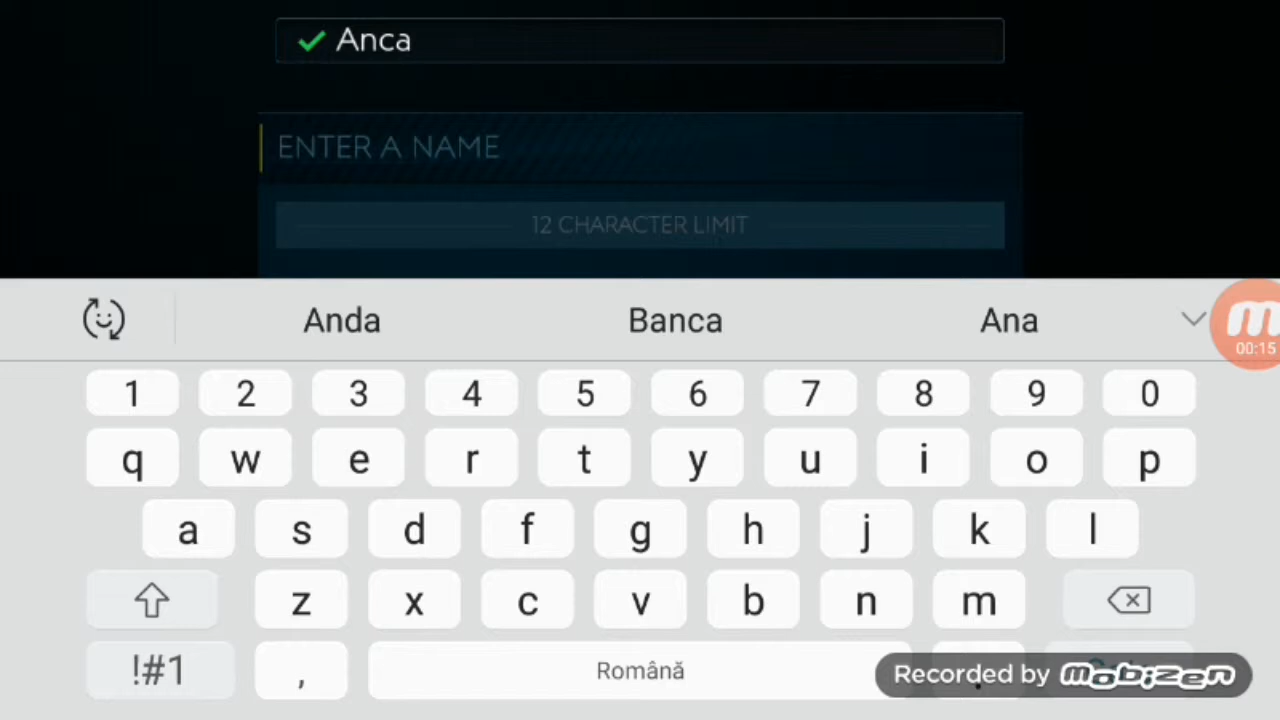 Anca
ENTER A NAME
12 CHARACTER LIMIT
Anda Banca Ana
00:15
1 2 3 4 5 6 7 8 9 0
q w e r t y u i o p
a s d f g h j k l
z x c v b n m
!#1 , Română .
Recorded by mobizen